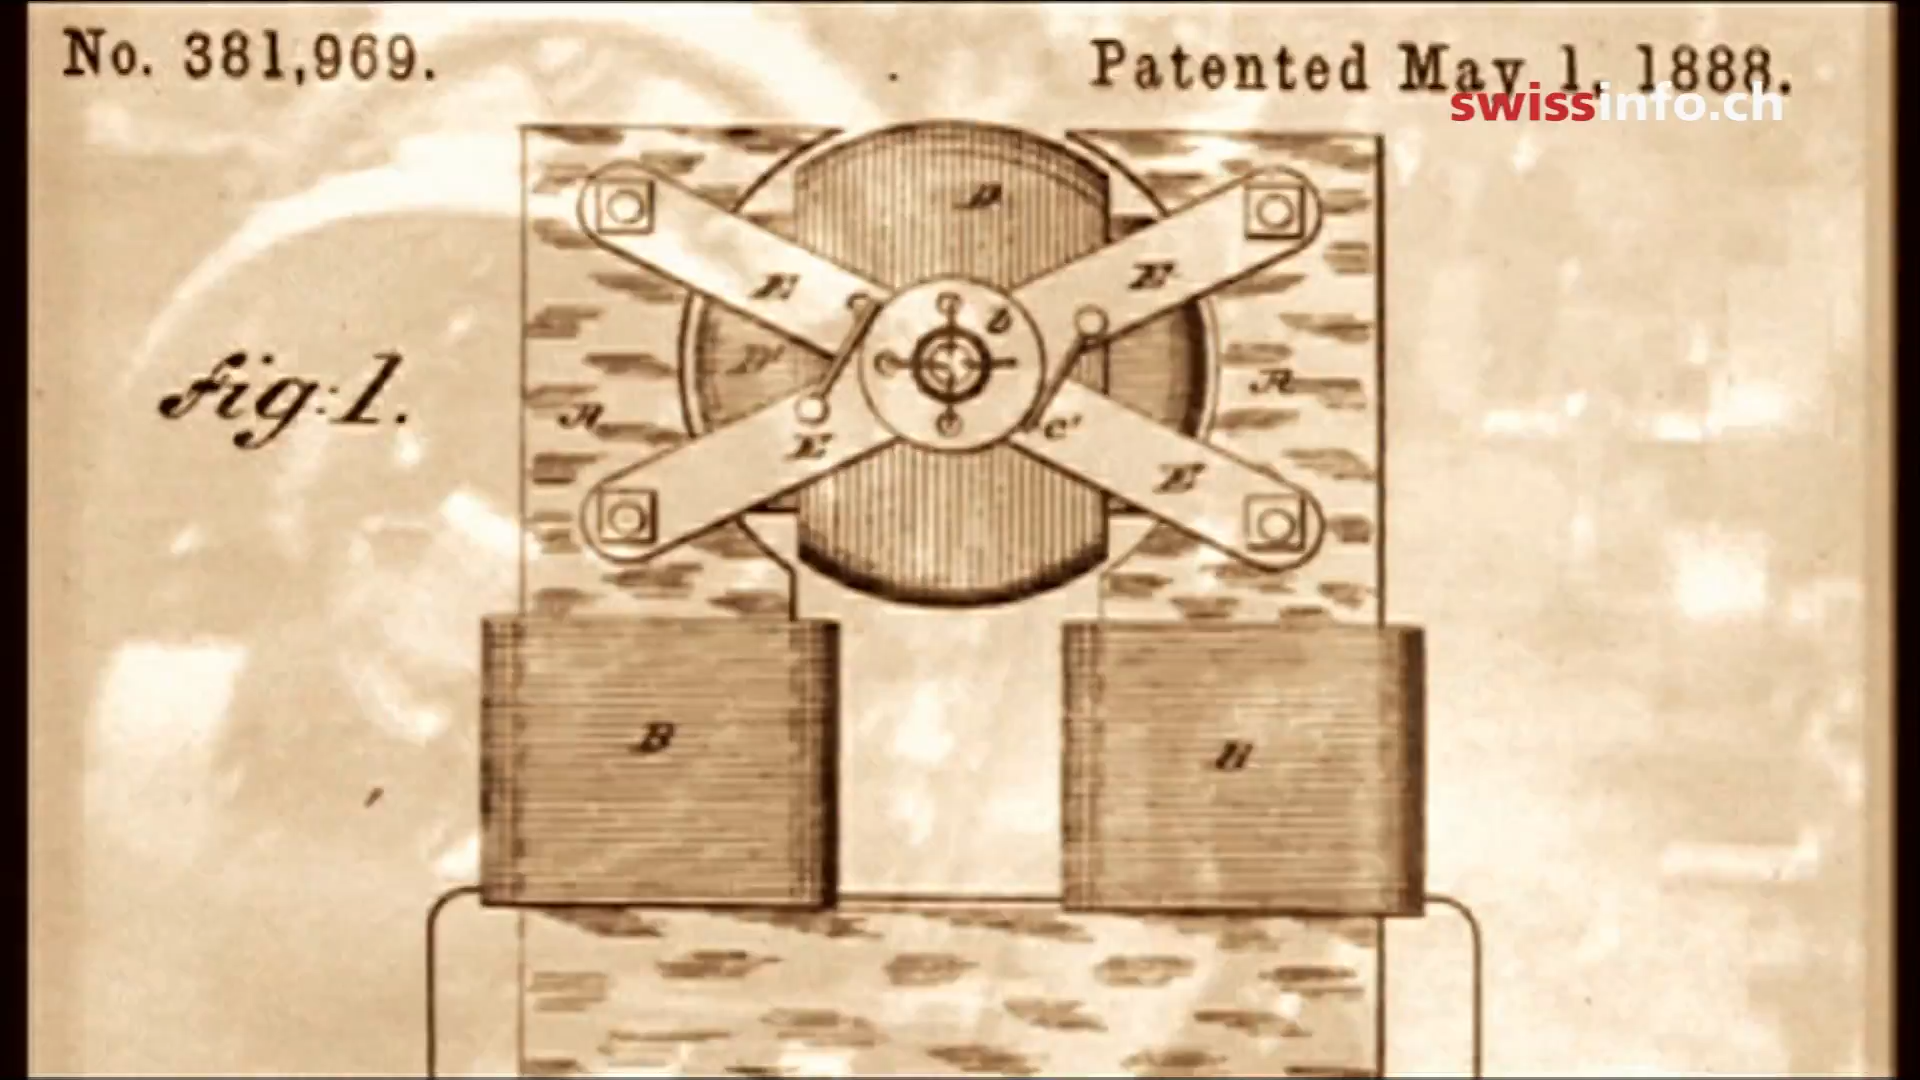 No. 381,969.
Patented May 1, 1888.
swissinfo.ch
D
E
E'
c
b
D'
Fig: 1.
A
A
c'
E
E'
B
B